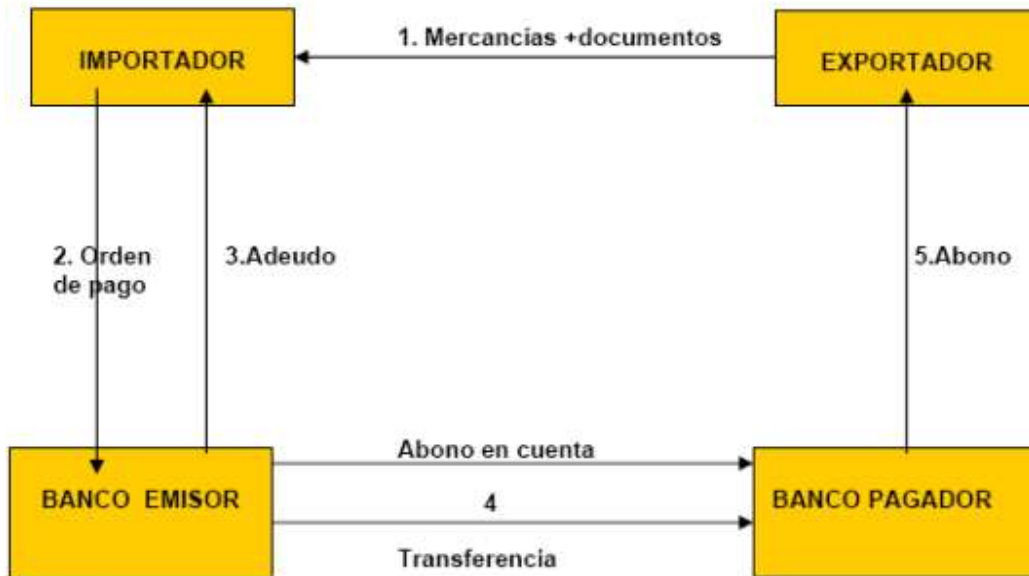 1. Mercancías +documentos
IMPORTADOR
EXPORTADOR
2. Orden
de pago
3.Adeudo
5.Abono
Abono en cuenta
BANCO EMISOR
4
BANCO PAGADOR
Transferencia